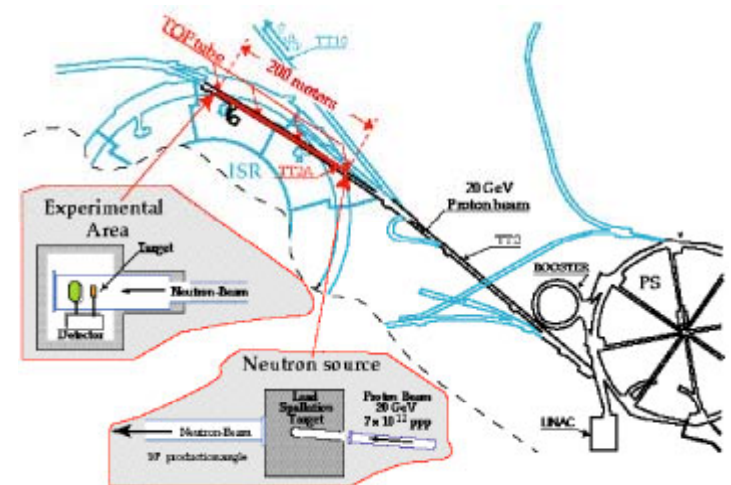 TOF tube
200 meters
TT10
ISR
TT2A
20 GeV
Proton beam
TT2
BOOSTER
PS
LINAC
Experimental
Area
Target
Neutron-Beam
Detector
Neutron source
Lead
Spallation
Target
Proton Beam
20 GeV
7 x 10¹² ppp
Neutron-Beam
10° production angle